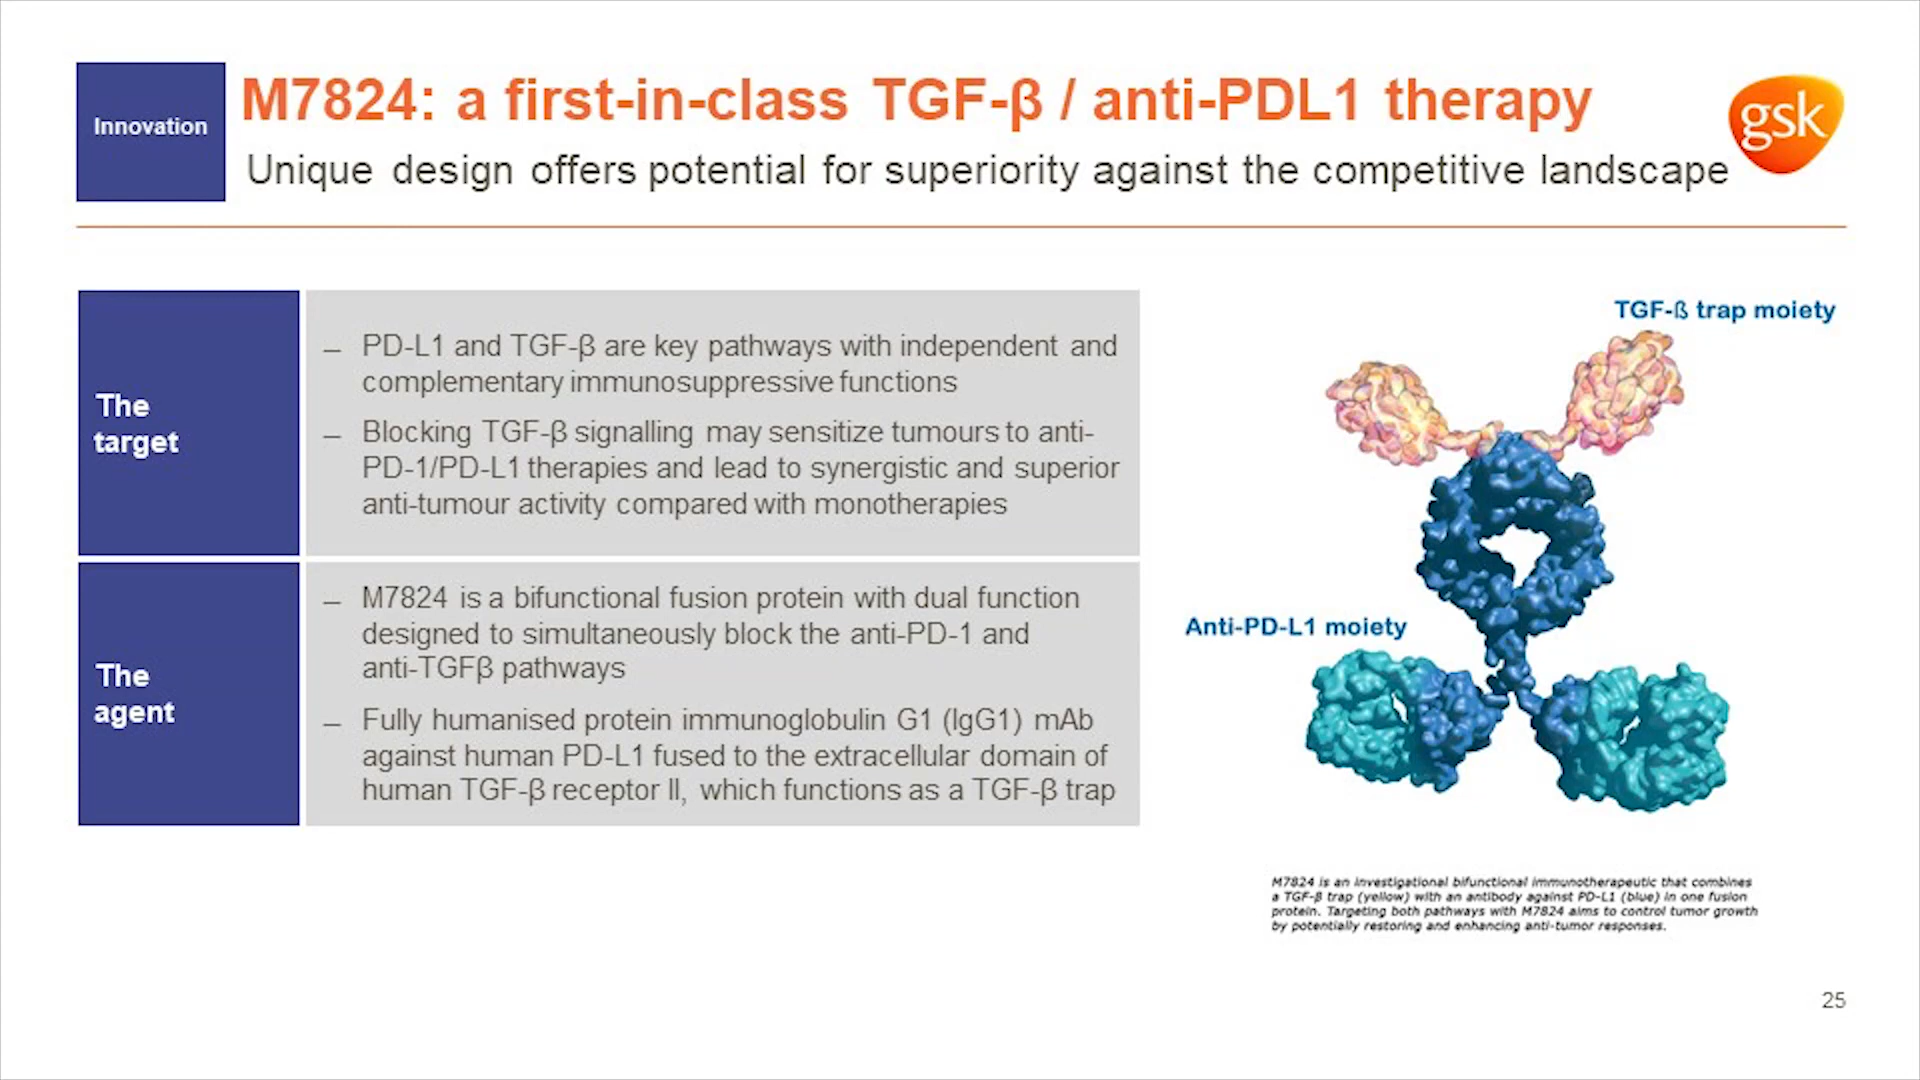 Innovation
M7824: a first-in-class TGF-β / anti-PDL1 therapy
Unique design offers potential for superiority against the competitive landscape
gsk
The
target
– PD-L1 and TGF-β are key pathways with independent and
complementary immunosuppressive functions
– Blocking TGF-β signalling may sensitize tumours to anti-
PD-1/PD-L1 therapies and lead to synergistic and superior
anti-tumour activity compared with monotherapies
The
agent
– M7824 is a bifunctional fusion protein with dual function
designed to simultaneously block the anti-PD-1 and
anti-TGFβ pathways
– Fully humanised protein immunoglobulin G1 (IgG1) mAb
against human PD-L1 fused to the extracellular domain of
human TGF-β receptor II, which functions as a TGF-β trap
TGF-ß trap moiety
Anti-PD-L1 moiety
M7824 is an investigational bifunctional immunotherapeutic that combines
a TGF-β trap (yellow) with an antibody against PD-L1 (blue) in one fusion
protein. Targeting both pathways with M7824 aims to control tumor growth
by potentially restoring and enhancing anti-tumor responses.
25